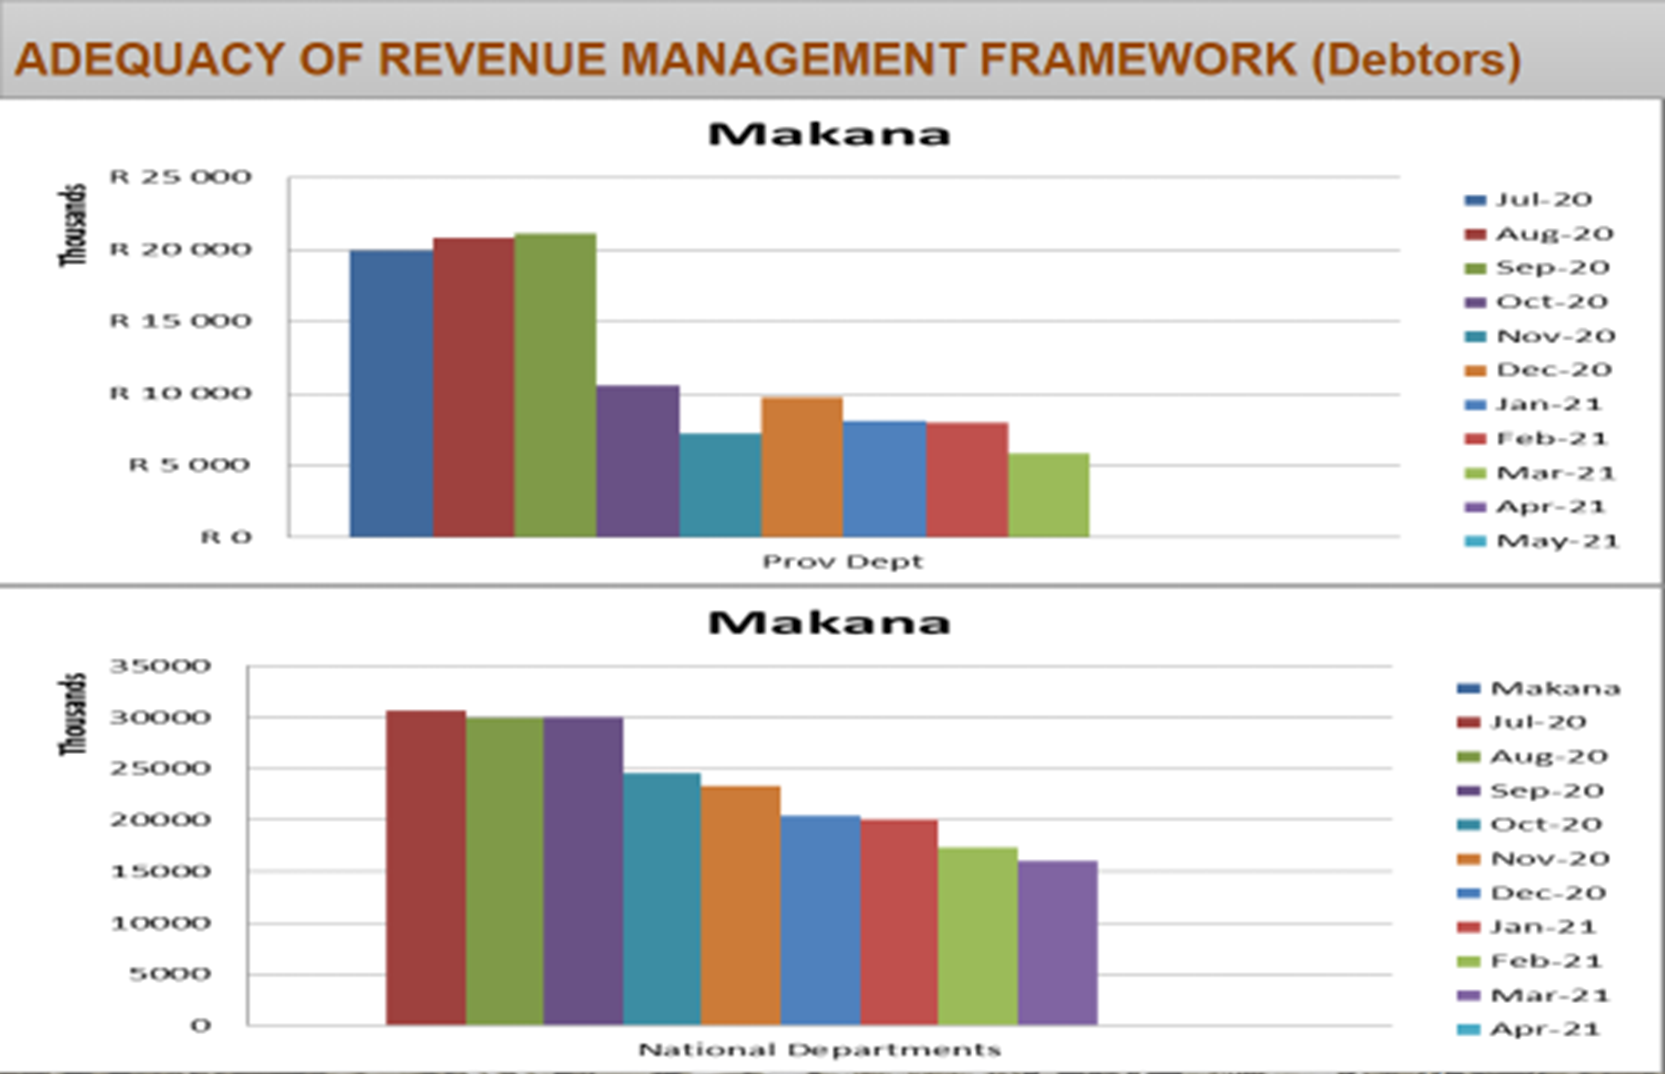 ADEQUACY OF REVENUE MANAGEMENT FRAMEWORK (Debtors)
Makana
Thousands
R 25 000
R 20 000
R 15 000
R 10 000
R 5 000
R 0
Prov Dept
Jul-20
Aug-20
Sep-20
Oct-20
Nov-20
Dec-20
Jan-21
Feb-21
Mar-21
Apr-21
May-21
Makana
Thousands
35000
30000
25000
20000
15000
10000
5000
0
National Departments
Makana
Jul-20
Aug-20
Sep-20
Oct-20
Nov-20
Dec-20
Jan-21
Feb-21
Mar-21
Apr-21